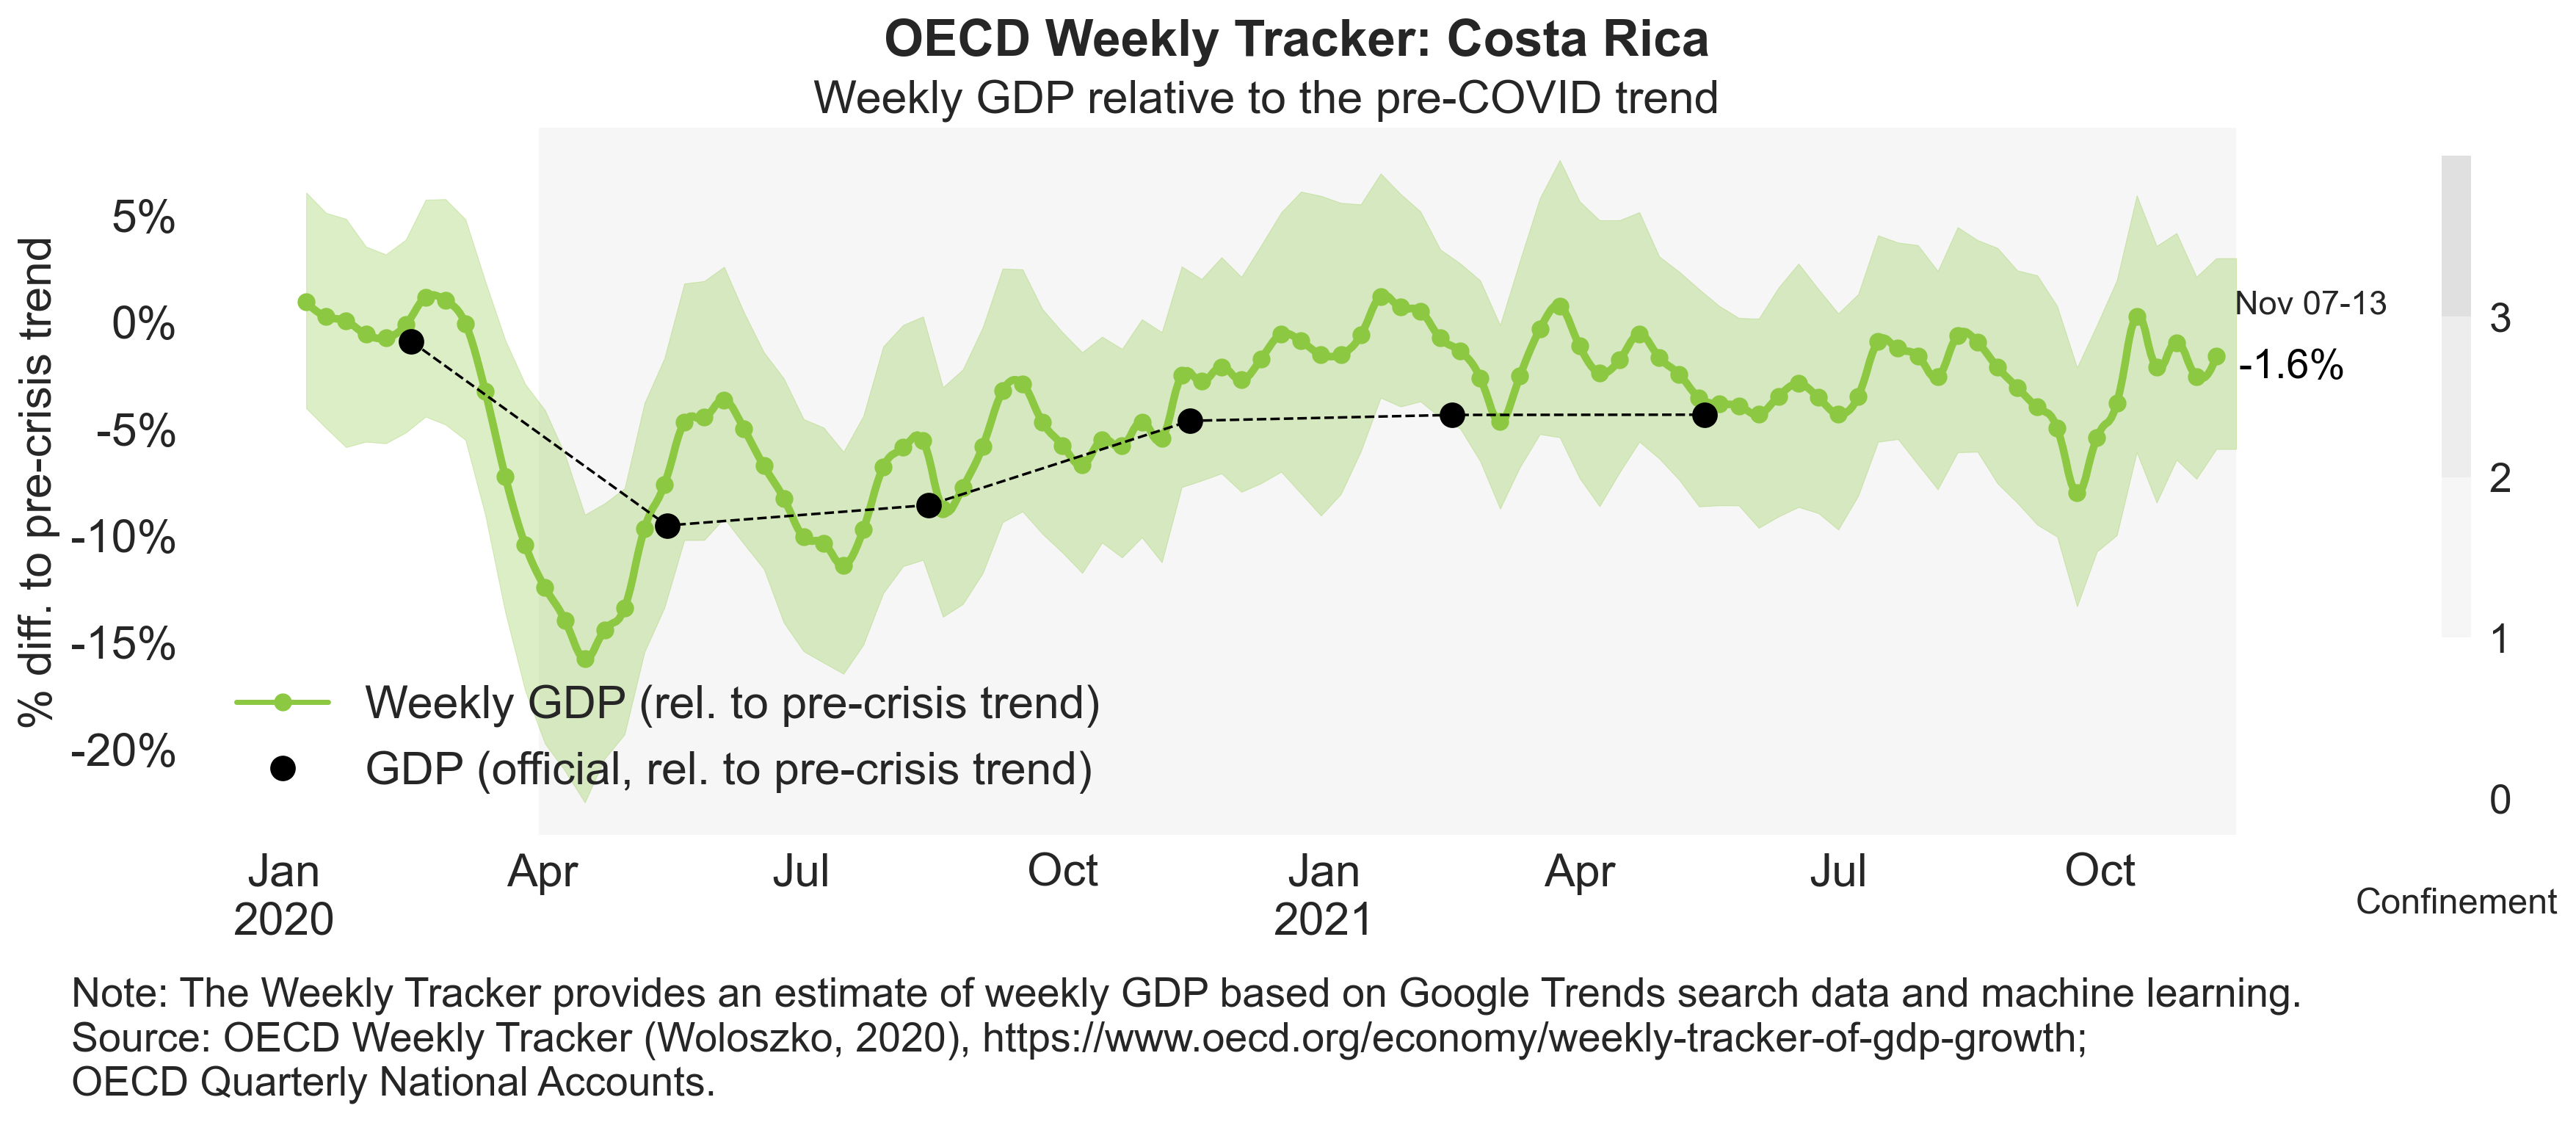 OECD Weekly Tracker: Costa Rica
Weekly GDP relative to the pre-COVID trend
% diff. to pre-crisis trend
5%
0%
-5%
-10%
-15%
-20%
Weekly GDP (rel. to pre-crisis trend)
GDP (official, rel. to pre-crisis trend)
Nov 07-13
-1.6%
3
2
1
0
Confinement
Jan Apr Jul Oct Jan Apr Jul Oct
2020 2021
Note: The Weekly Tracker provides an estimate of weekly GDP based on Google Trends search data and machine learning.
Source: OECD Weekly Tracker (Woloszko, 2020), https://www.oecd.org/economy/weekly-tracker-of-gdp-growth;
OECD Quarterly National Accounts.